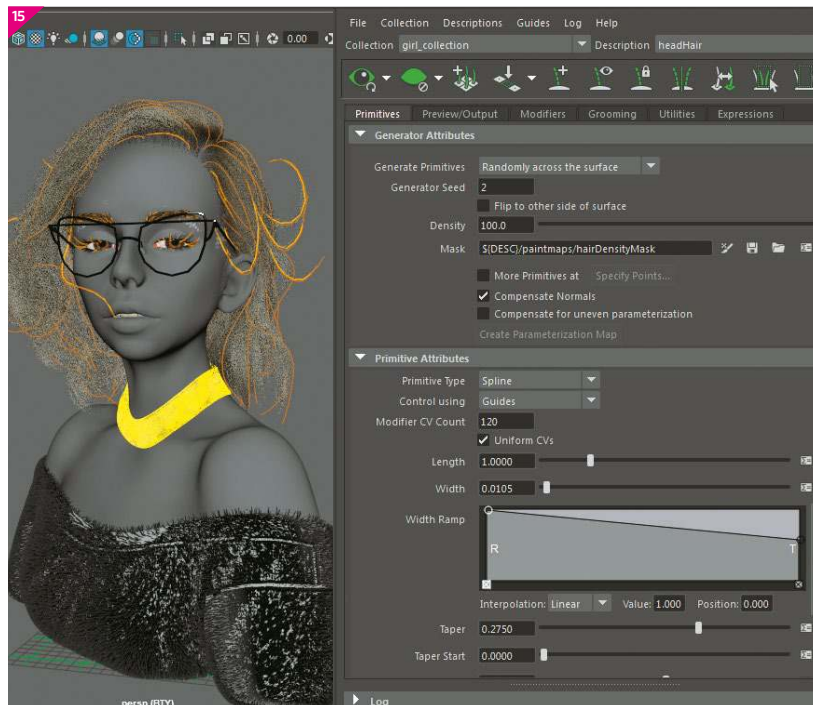 15
File Collection Descriptions Guides Log Help
0.00
Collection girl_collection Description headHair
Primitives Preview/Output Modifiers Grooming Utilities Expressions
Generator Attributes
Generate Primitives Randomly across the surface
Generator Seed 2
Flip to other side of surface
Density 100.0
Mask ${DESC}/paintmaps/hairDensityMask
More Primitives at Specify Points...
Compensate Normals
Compensate for uneven parameterization
Create Parameterization Map
Primitive Attributes
Primitive Type Spline
Control using Guides
Modifier CV Count 120
Uniform CVs
Length 1.0000
Width 0.0105
Width Ramp
R T
Interpolation: Linear Value: 1.000 Position: 0.000
Taper 0.2750
Taper Start 0.0000
persp (RTY)
Log